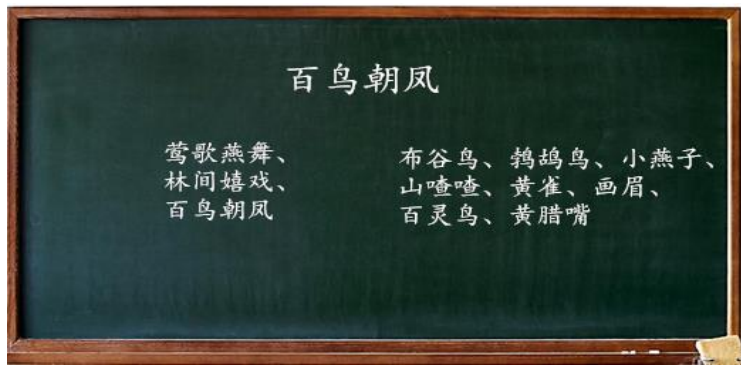 百鸟朝凤
莺歌燕舞、
林间嬉戏、
百鸟朝凤
布谷鸟、鹁鸪鸟、小燕子、
山喳喳、黄雀、画眉、
百灵鸟、黄腊嘴